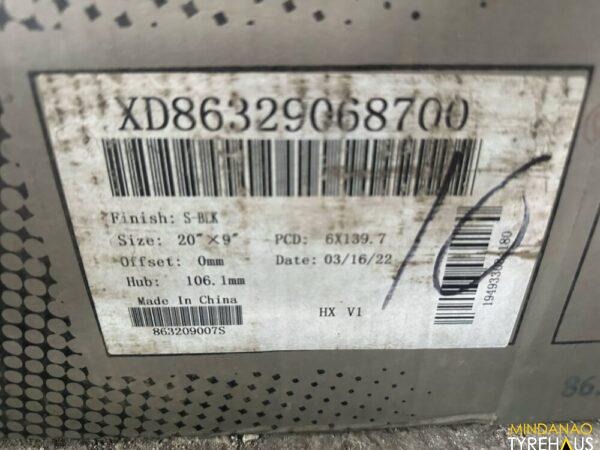 XD86329068700
Finish: S-BLK
Size: 20"×9" PCD: 6X139.7
Offset: 0mm Date: 03/16/22
Hub: 106.1mm
Made In China
HX V1
863209007S
16
MINDANAO
TYREHAUS